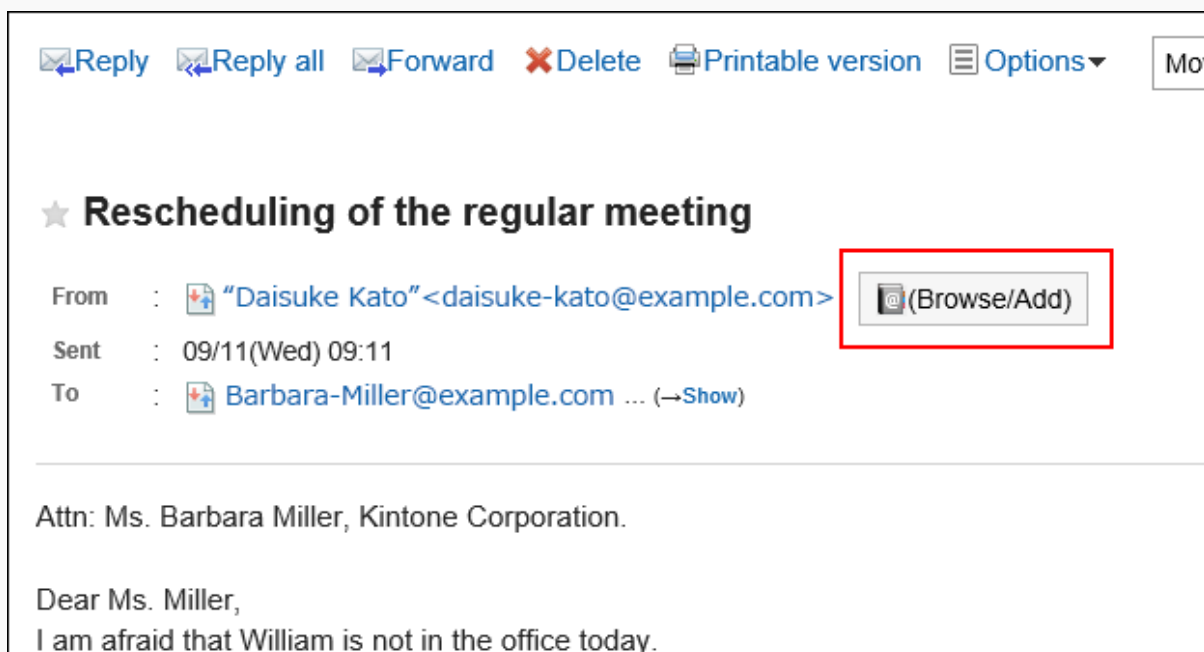 Reply Reply all Forward Delete Printable version Options
Rescheduling of the regular meeting
From : “Daisuke Kato”<daisuke-kato@example.com> (Browse/Add)
Sent : 09/11(Wed) 09:11
To : Barbara-Miller@example.com ... (→Show)
Attn: Ms. Barbara Miller, Kintone Corporation.
Dear Ms. Miller,
I am afraid that William is not in the office today.